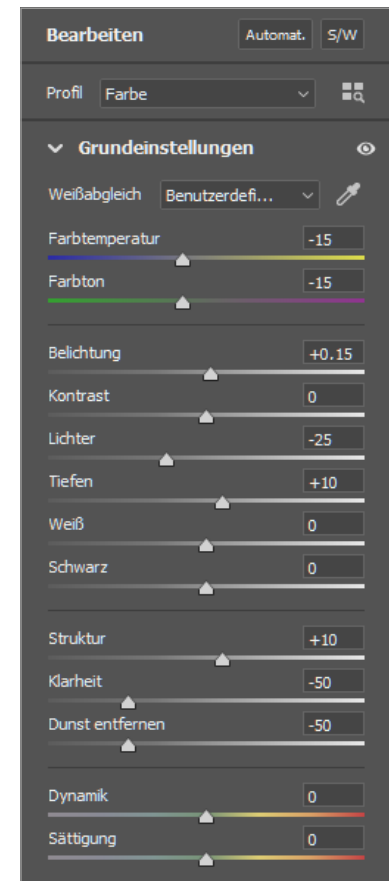 Bearbeiten Automat. S/W
Profil Farbe
Grundeinstellungen
Weißabgleich Benutzerdefi...
Farbtemperatur -15
Farbton -15
Belichtung +0.15
Kontrast 0
Lichter -25
Tiefen +10
Weiß 0
Schwarz 0
Struktur +10
Klarheit -50
Dunst entfernen -50
Dynamik 0
Sättigung 0